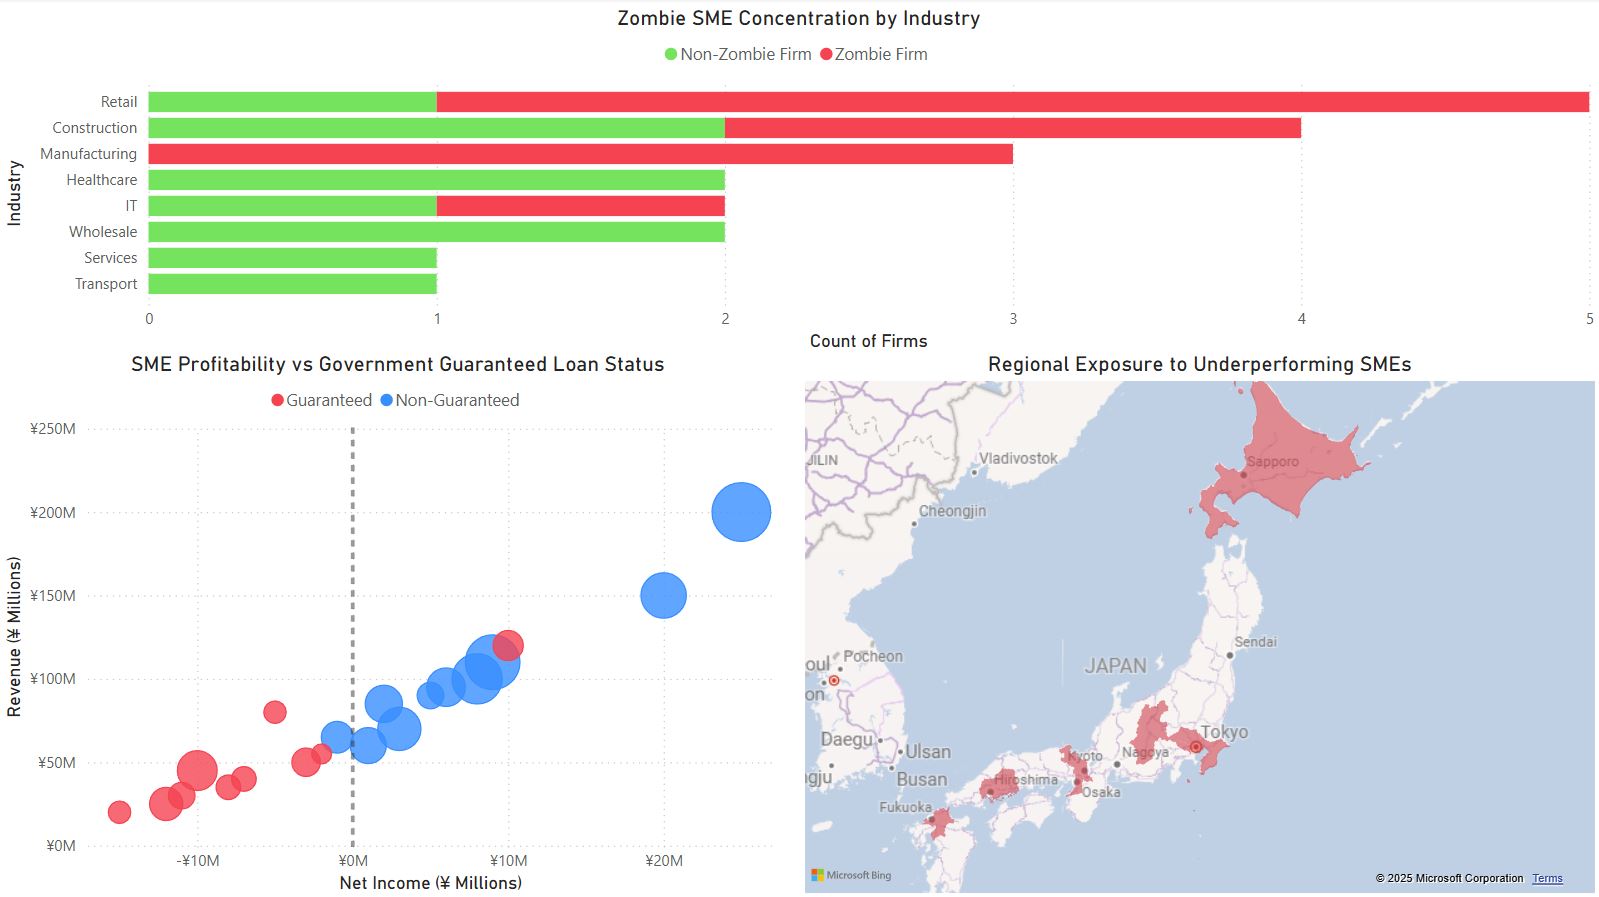 Zombie SME Concentration by Industry
Non-Zombie Firm Zombie Firm
Industry
Retail
Construction
Manufacturing
Healthcare
IT
Wholesale
Services
Transport
0 1 2 3 4 5
Count of Firms
SME Profitability vs Government Guaranteed Loan Status
Guaranteed Non-Guaranteed
Revenue (¥ Millions)
¥250M
¥200M
¥150M
¥100M
¥50M
¥0M
-¥10M ¥0M ¥10M ¥20M
Net Income (¥ Millions)
Regional Exposure to Underperforming SMEs
JILIN
Vladivostok
Sapporo
Cheongjin
Sendai
oul
Pocheon
JAPAN
on
Tokyo
Daegu
Ulsan
Kyoto
Nagoya
gju
Busan
Hiroshima
Osaka
Fukuoka
Microsoft Bing
© 2025 Microsoft Corporation Terms